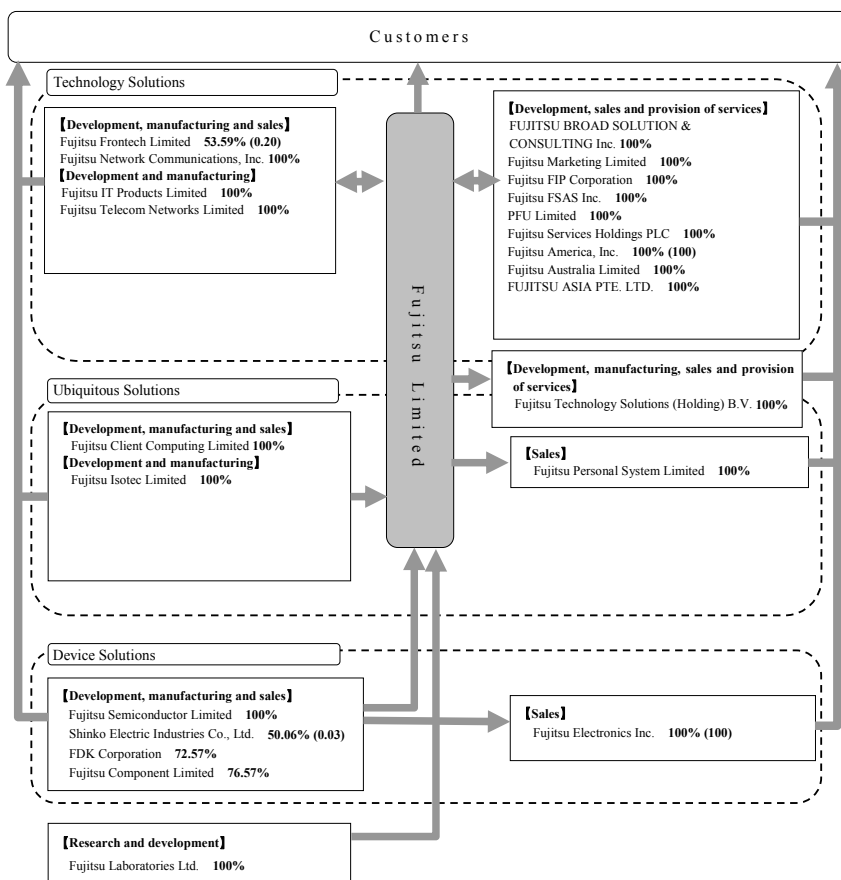 Customers
Technology Solutions
【Development, manufacturing and sales】
Fujitsu Frontech Limited 53.59% (0.20)
Fujitsu Network Communications, Inc. 100%
【Development and manufacturing】
Fujitsu IT Products Limited 100%
Fujitsu Telecom Networks Limited 100%
【Development, sales and provision of services】
FUJITSU BROAD SOLUTION &
CONSULTING Inc. 100%
Fujitsu Marketing Limited 100%
Fujitsu FIP Corporation 100%
Fujitsu FSAS Inc. 100%
PFU Limited 100%
Fujitsu Services Holdings PLC 100%
Fujitsu America, Inc. 100% (100)
Fujitsu Australia Limited 100%
FUJITSU ASIA PTE. LTD. 100%
Fujitsu Limited
【Development, manufacturing, sales and provision
of services】
Fujitsu Technology Solutions (Holding) B.V. 100%
Ubiquitous Solutions
【Development, manufacturing and sales】
Fujitsu Client Computing Limited 100%
【Development and manufacturing】
Fujitsu Isotec Limited 100%
【Sales】
Fujitsu Personal System Limited 100%
Device Solutions
【Development, manufacturing and sales】
Fujitsu Semiconductor Limited 100%
Shinko Electric Industries Co., Ltd. 50.06% (0.03)
FDK Corporation 72.57%
Fujitsu Component Limited 76.57%
【Sales】
Fujitsu Electronics Inc. 100% (100)
【Research and development】
Fujitsu Laboratories Ltd. 100%